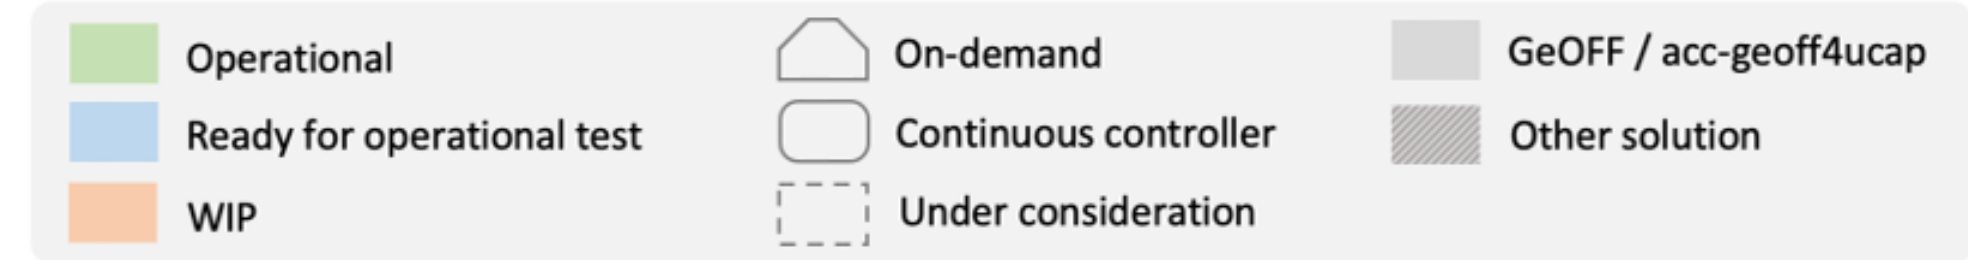 Operational
Ready for operational test
WIP
On-demand
Continuous controller
Under consideration
GeOFF / acc-geoff4ucap
Other solution